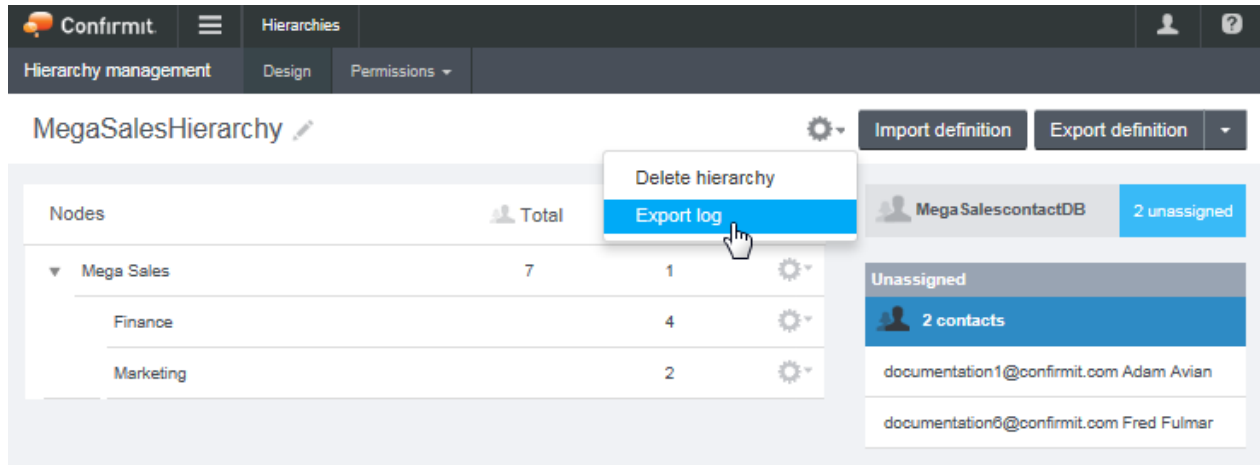 Confirmit. Hierarchies
Hierarchy management Design Permissions
MegaSalesHierarchy Import definition Export definition
Delete hierarchy
Nodes Total Export log MegaSalescontactDB 2 unassigned
Mega Sales 7 1
Unassigned
Finance 4 2 contacts
Marketing 2 documentation1@confirmit.com Adam Avian
documentation6@confirmit.com Fred Fulmar